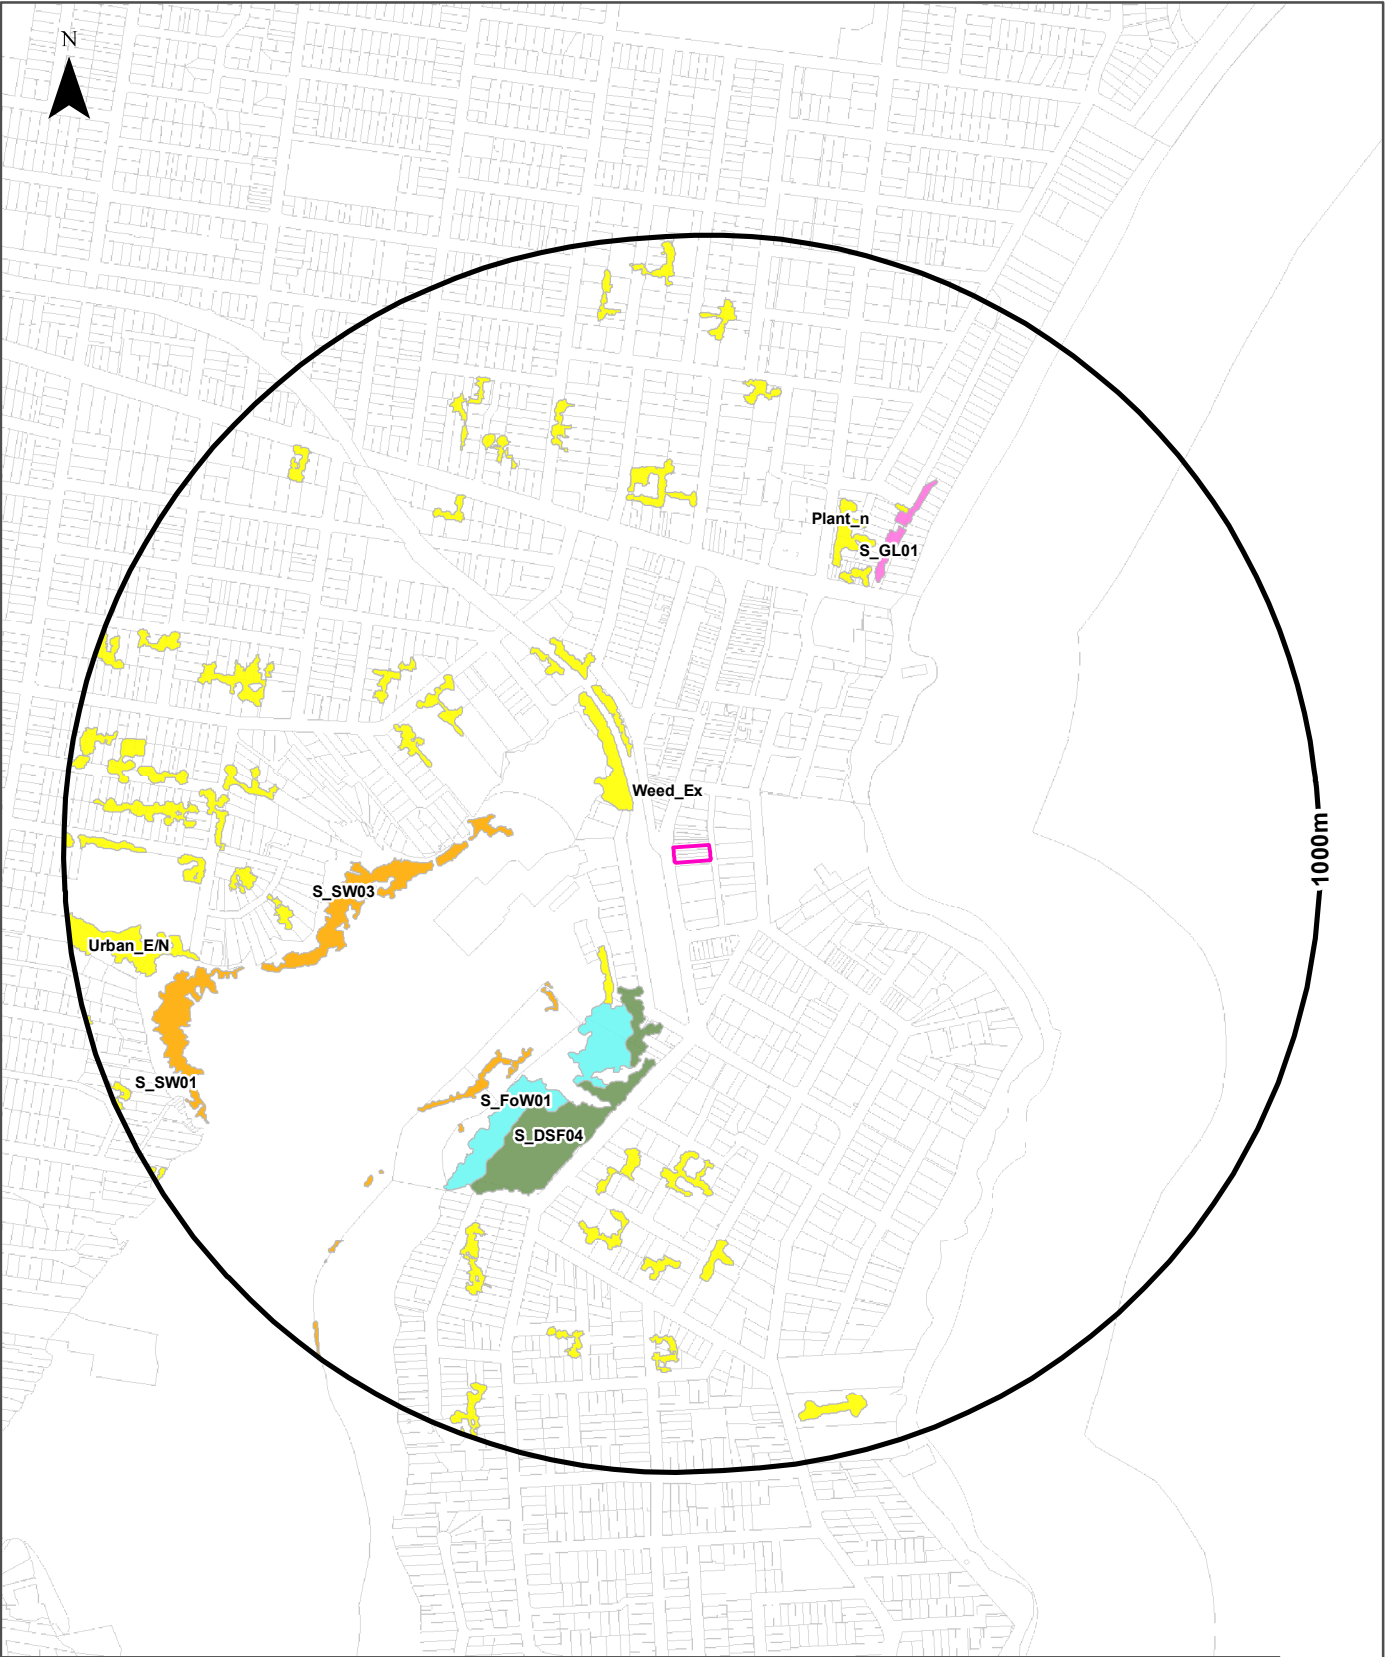 N
Plant_n
S_GL01
Weed_Ex
1000m
S_SW03
Urban_E/N
S_SW01
S_FoW01
S_DSF04